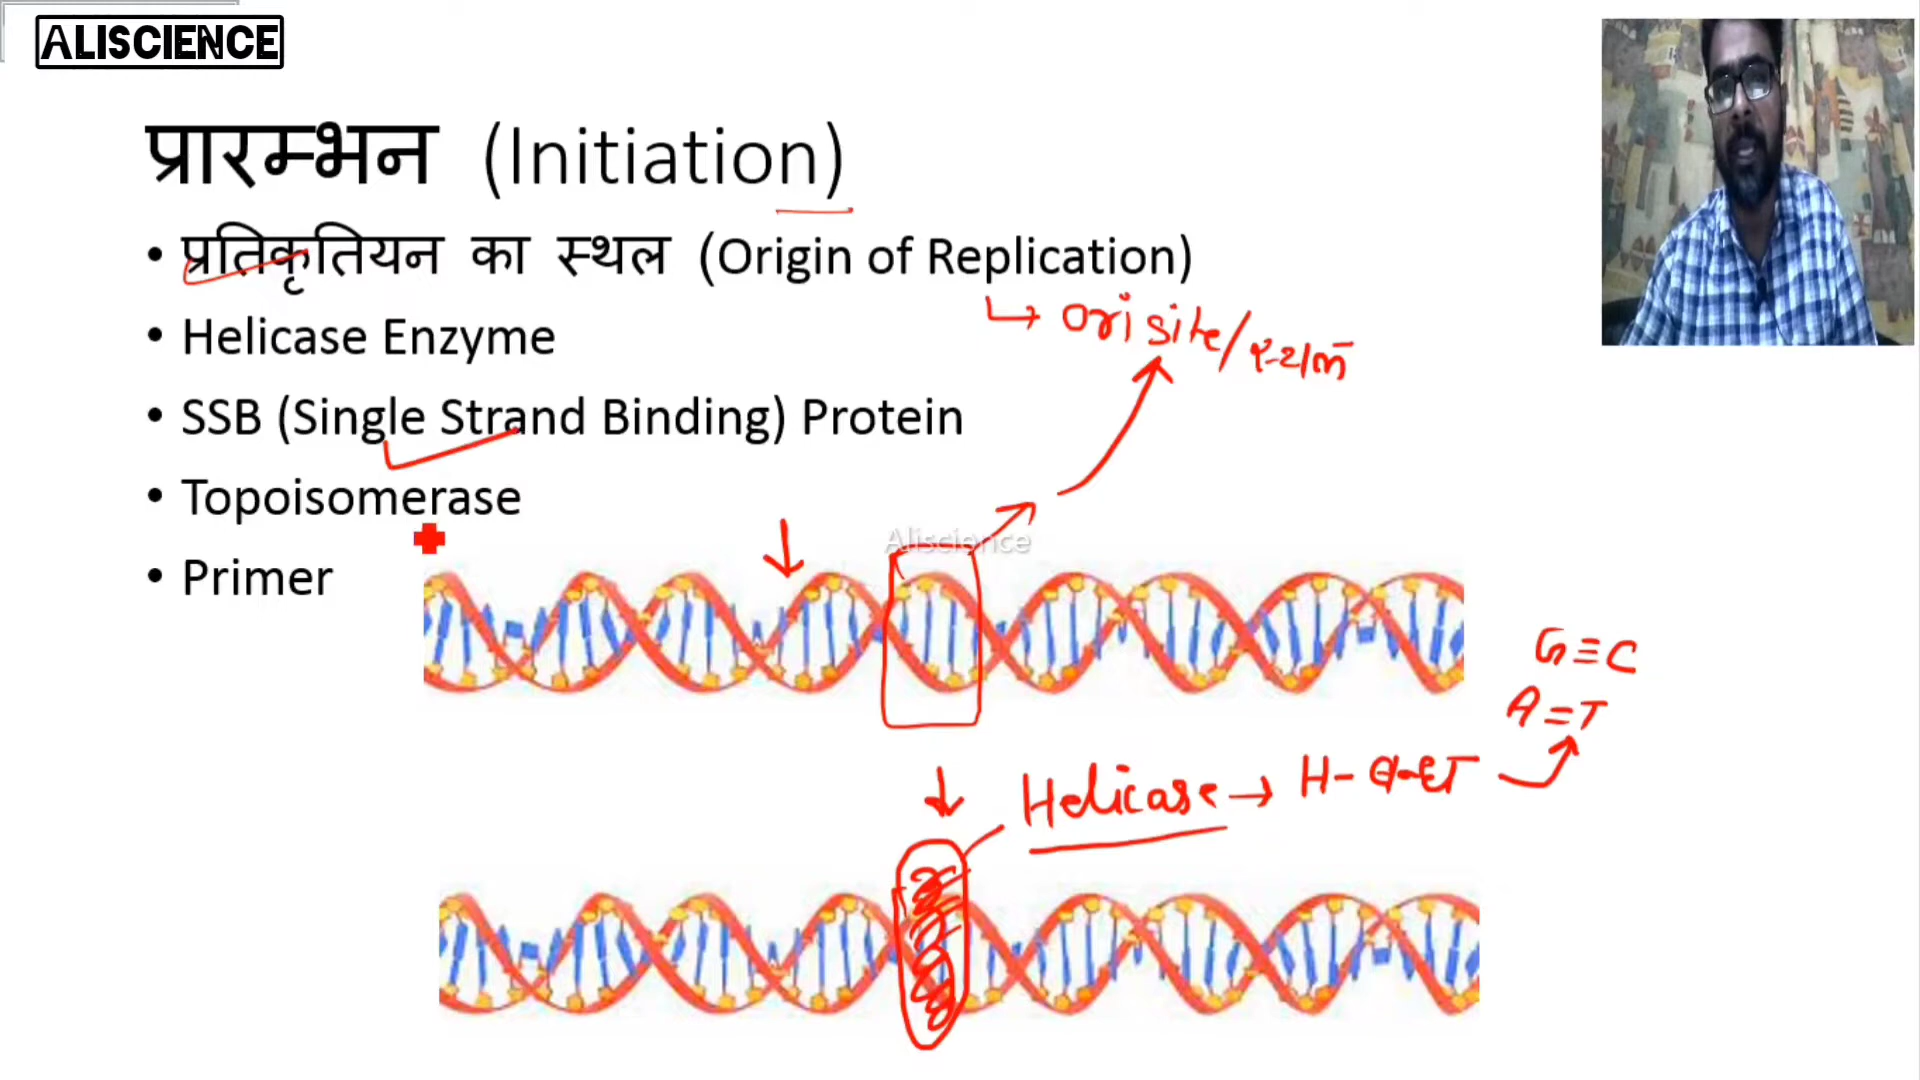 ALISCIENCE
प्रारम्भन (Initiation)
• प्रतिकृतियन का स्थल (Origin of Replication)
• Helicase Enzyme
• SSB (Single Strand Binding) Protein
• Topoisomerase
• Primer
ori site/
Aliscience
G≡C
A=T
Helicase → H-